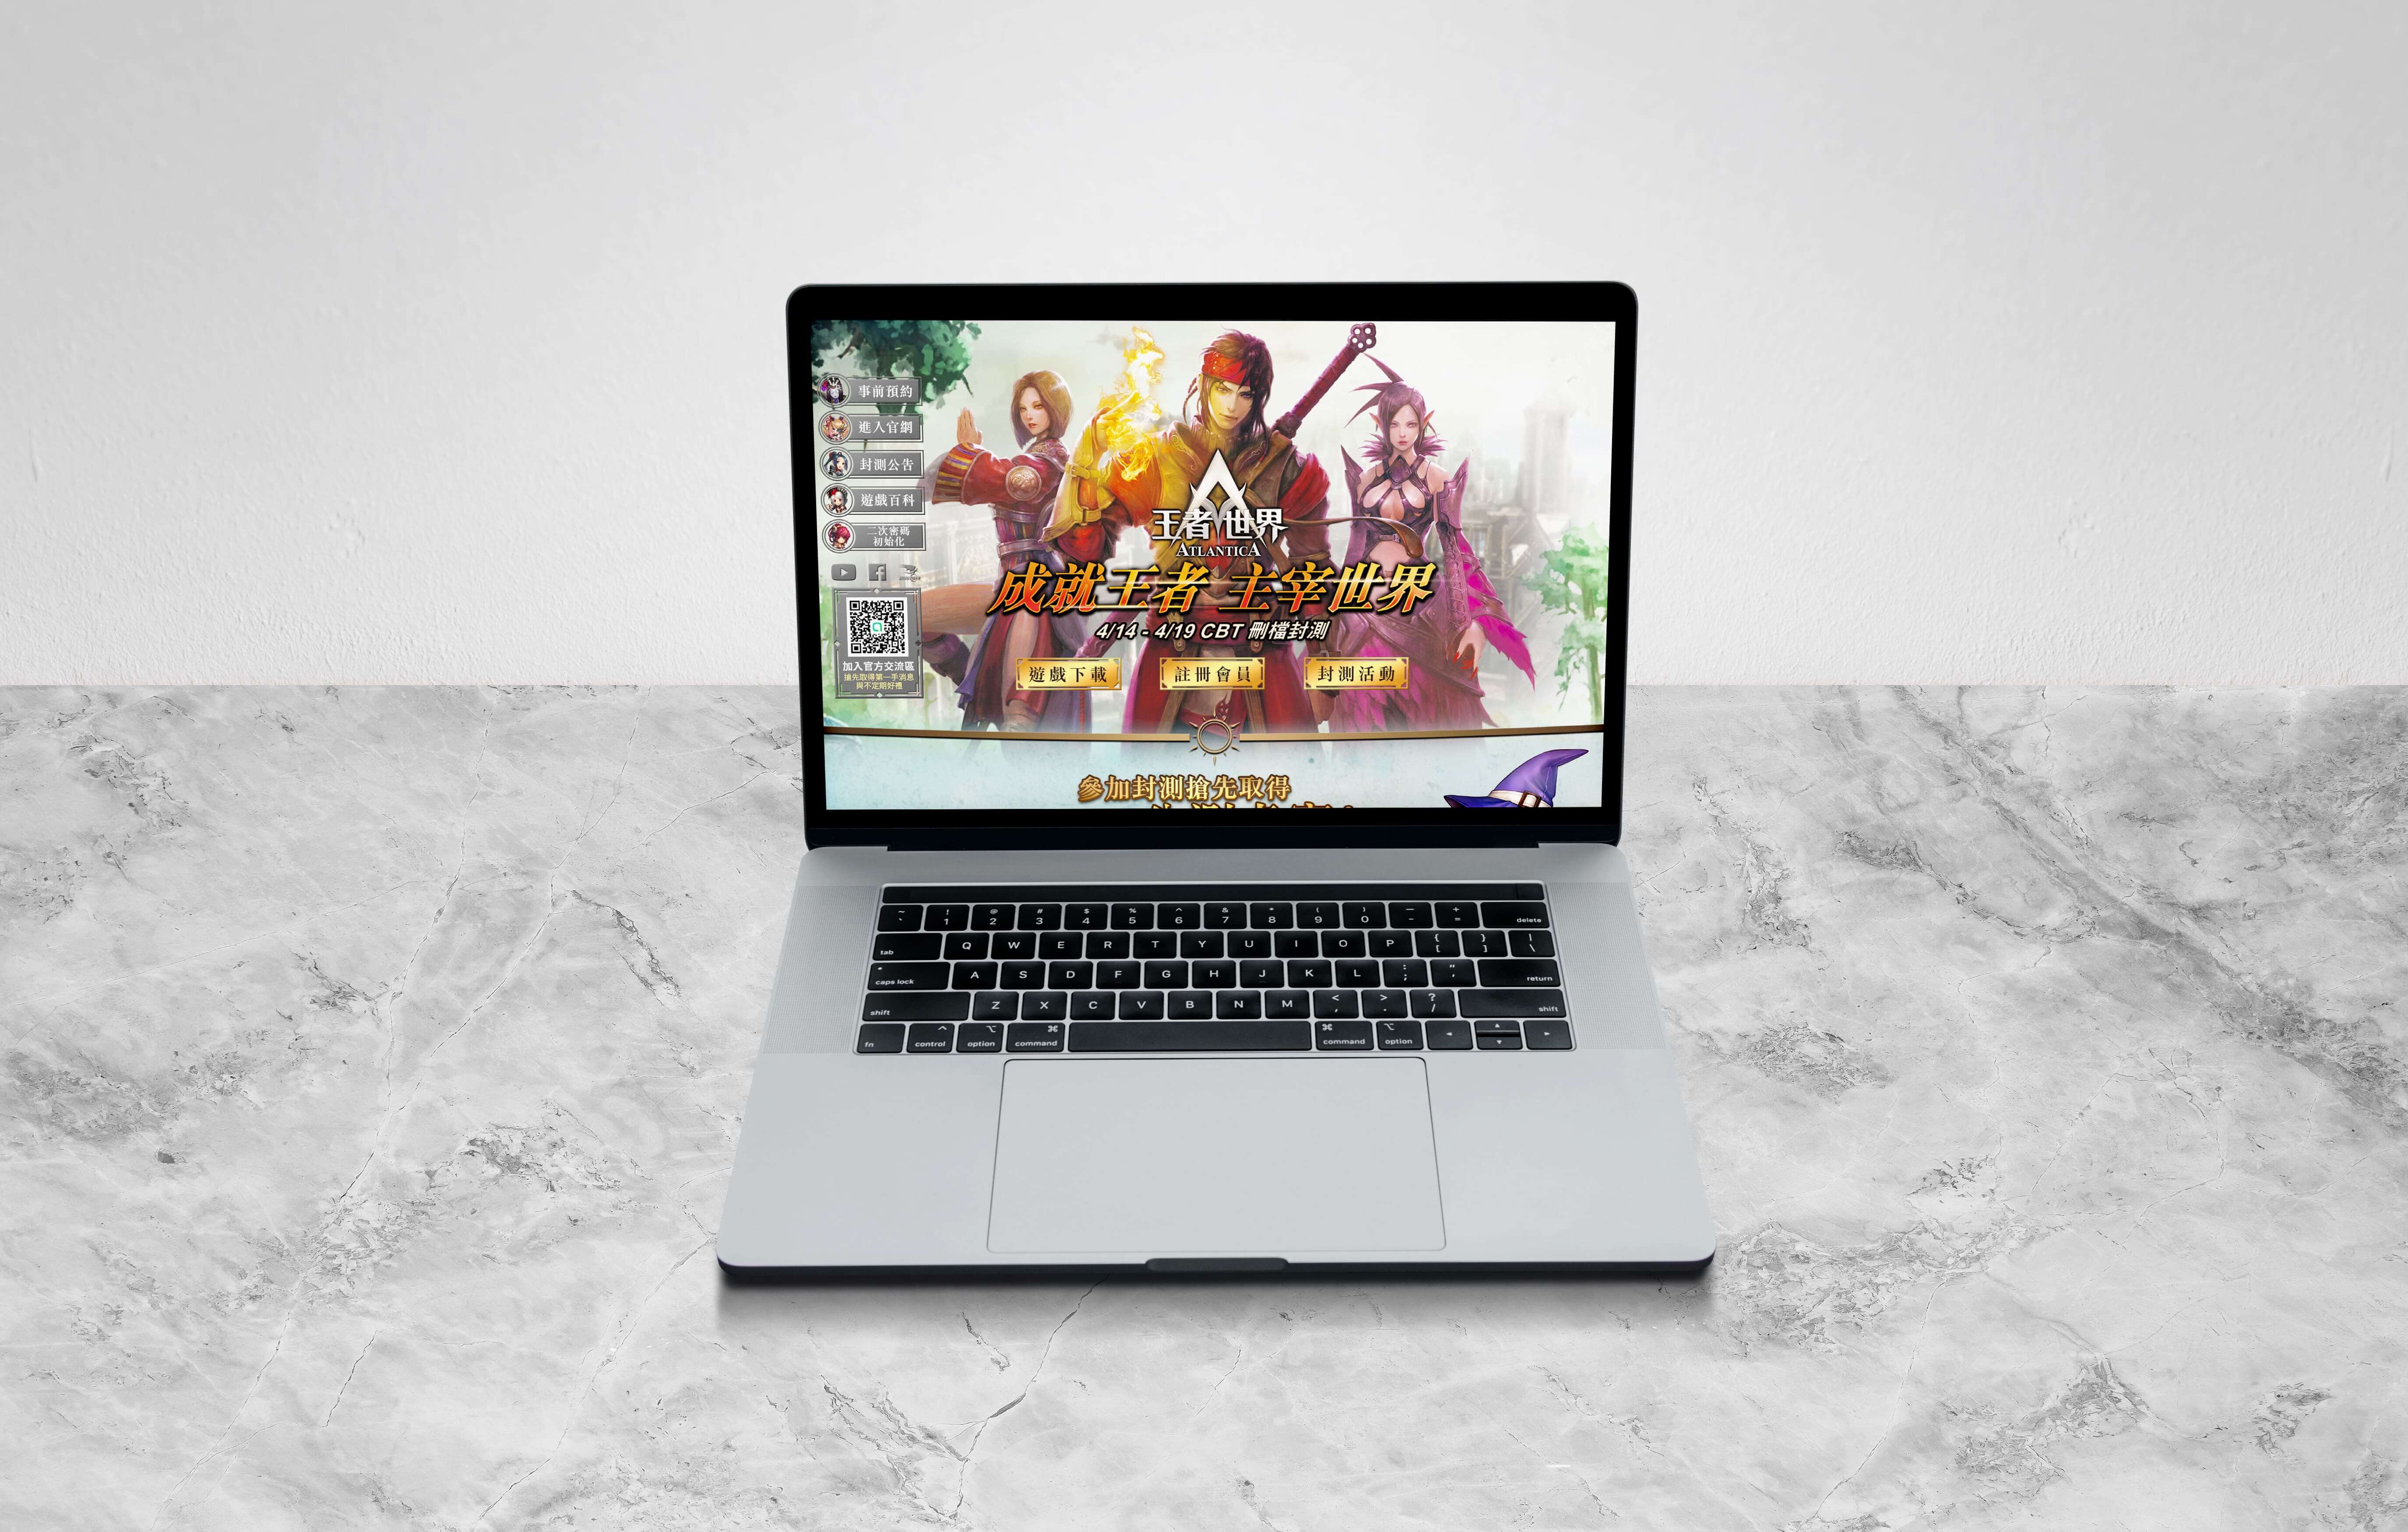 事前預約
進入官網
封測公告
遊戲百科
二次密碼
初始化
加入官方交流區
搶先取得第一手消息
與不定期好禮
王者世界
ATLANTICA
成就王者 主宰世界
4/14 - 4/19 CBT 刪檔封測
遊戲下載 註冊會員 封測活動
參加封測搶先取得
~ ! @ # $ % ^ & * ( ) — +
` 1 2 3 4 5 6 7 8 9 0 - = delete
tab Q W E R T Y U I O P { [ } ] | \
caps lock A S D F G H J K L : ; " ' return
shift Z X C V B N M < , > . ? / shift
fn control option command command option